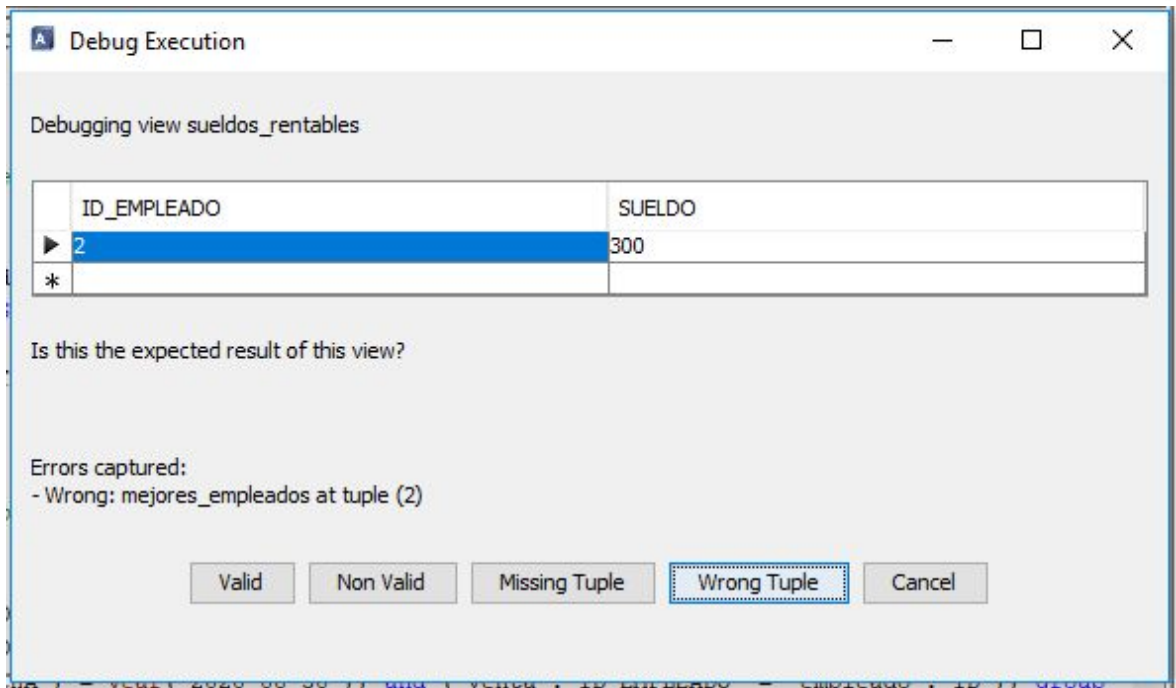 Debug Execution
Debugging view sueldos_rentables
ID_EMPLEADO SUELDO
2 300
*
Is this the expected result of this view?
Errors captured:
- Wrong: mejores_empleados at tuple (2)
Valid Non Valid Missing Tuple Wrong Tuple Cancel